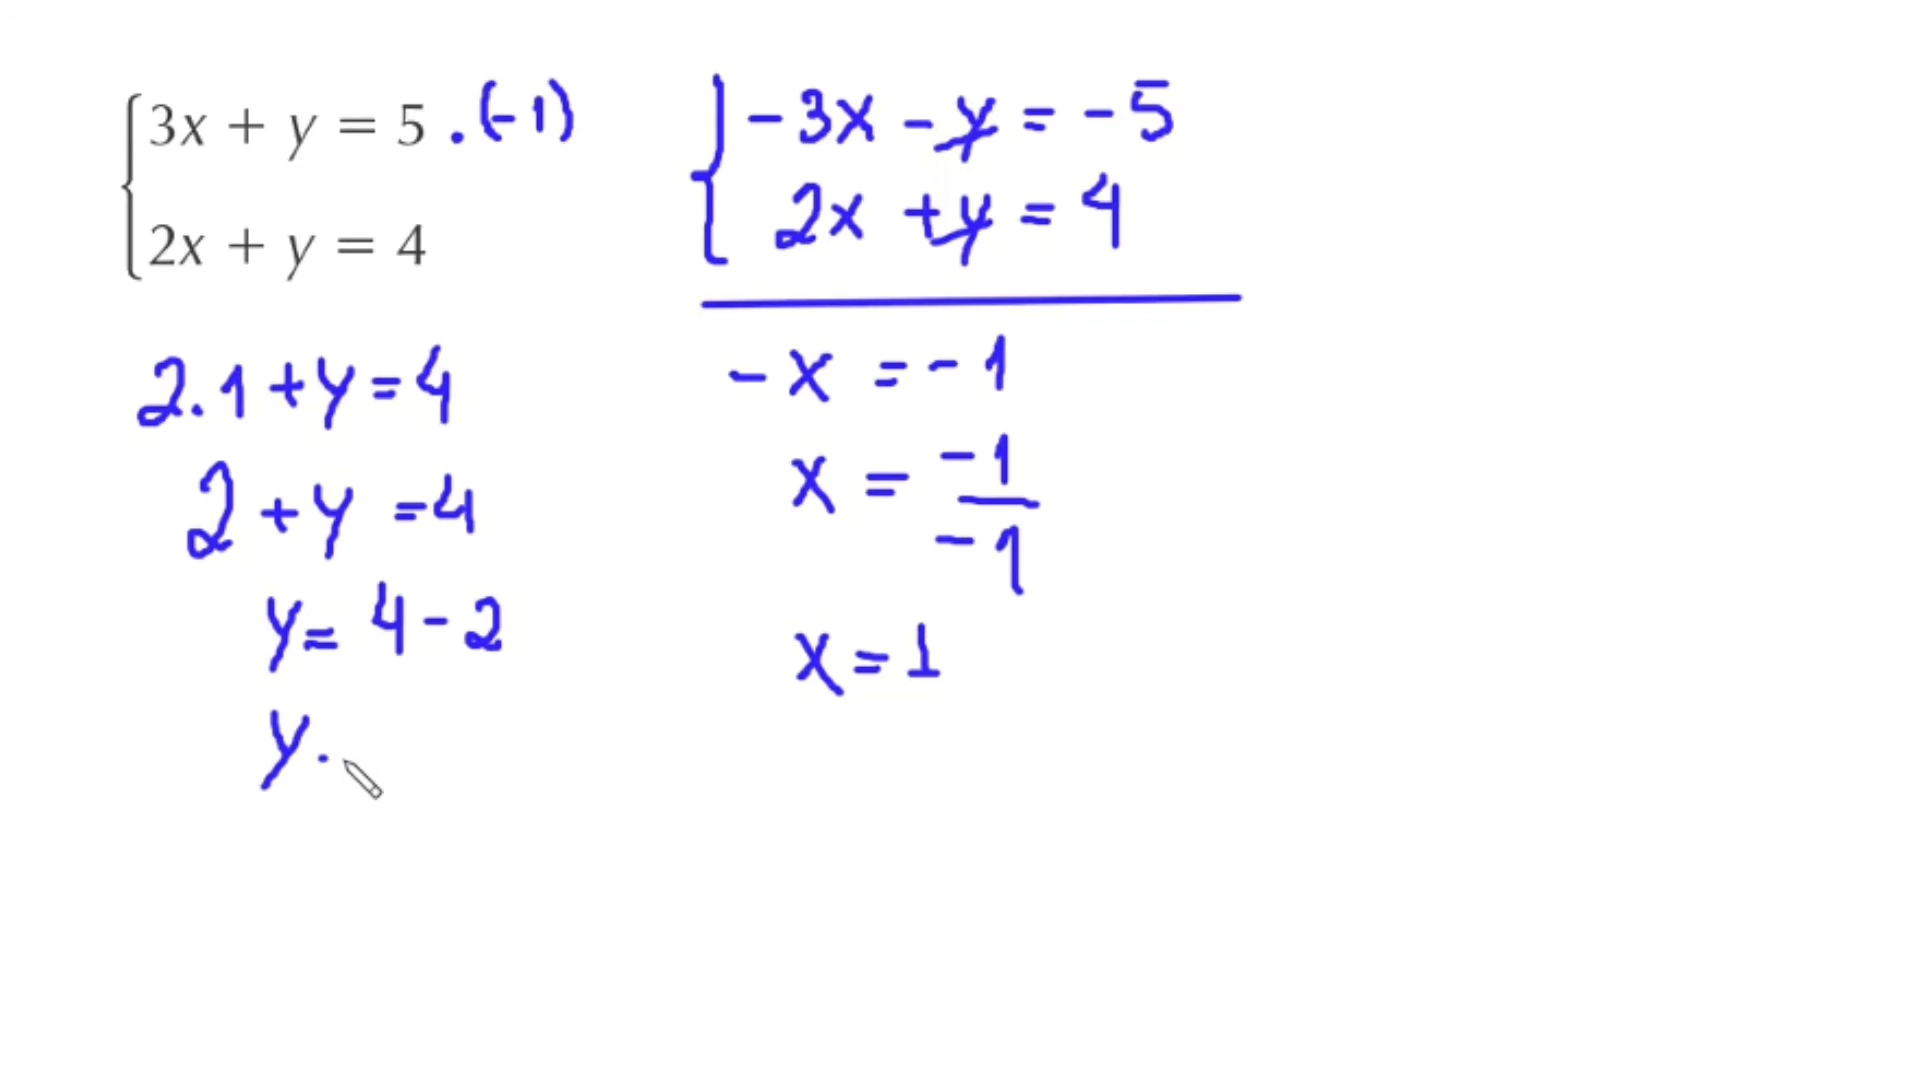 3x + y = 5 . (-1)
2x + y = 4
2.1 + y = 4
2 + y = 4
y = 4 - 2
y
-3x - y = -5
2x + y = 4
-x = -1
x = -1/-1
x = 1